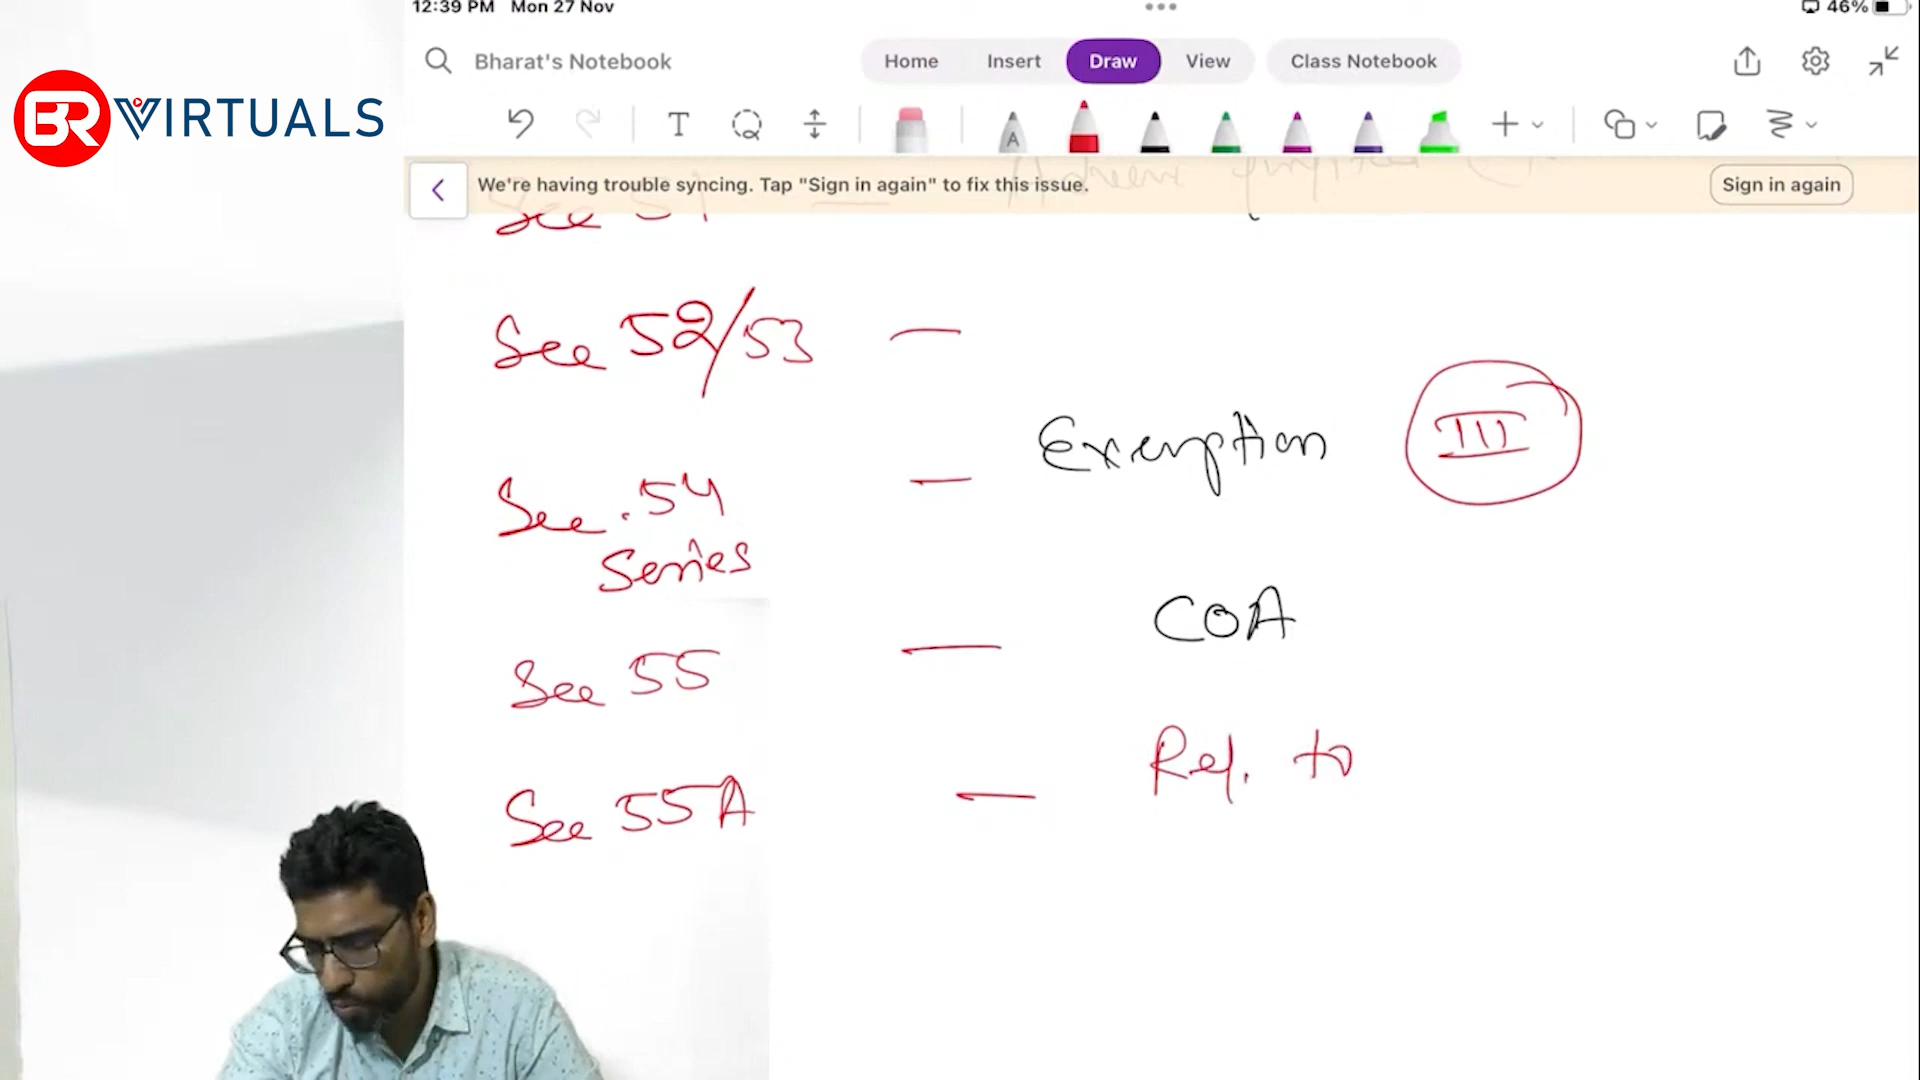 12:39 PM Mon 27 Nov
46%
Bharat's Notebook
Home Insert Draw View Class Notebook
BR VIRTUALS
T
A
We're having trouble syncing. Tap "Sign in again" to fix this issue.
Sign in again
Sec 51
Sec 52/53 —
Exemption III
Sec. 54 —
Series
COA
Sec 55 —
Ref. to
Sec 55A —